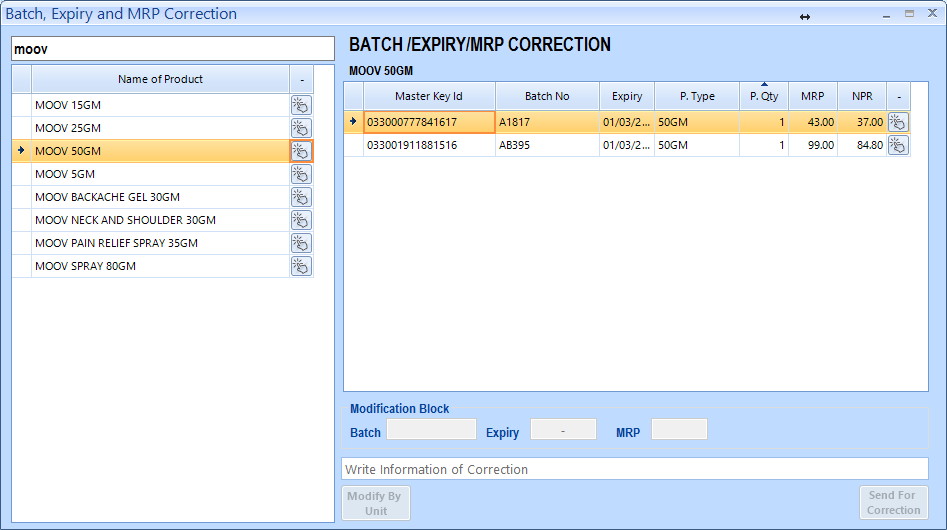 Batch, Expiry and MRP Correction
moov
Name of Product -
MOOV 15GM
MOOV 25GM
MOOV 50GM
MOOV 5GM
MOOV BACKACHE GEL 30GM
MOOV NECK AND SHOULDER 30GM
MOOV PAIN RELIEF SPRAY 35GM
MOOV SPRAY 80GM
BATCH /EXPIRY/MRP CORRECTION
MOOV 50GM
Master Key Id Batch No Expiry P. Type P. Qty MRP NPR -
033000777841617 A1817 01/03/2... 50GM 1 43.00 37.00
033001911881516 AB395 01/03/2... 50GM 1 99.00 84.80
Modification Block
Batch Expiry - MRP
Write Information of Correction
Modify By
Unit
Send For
Correction